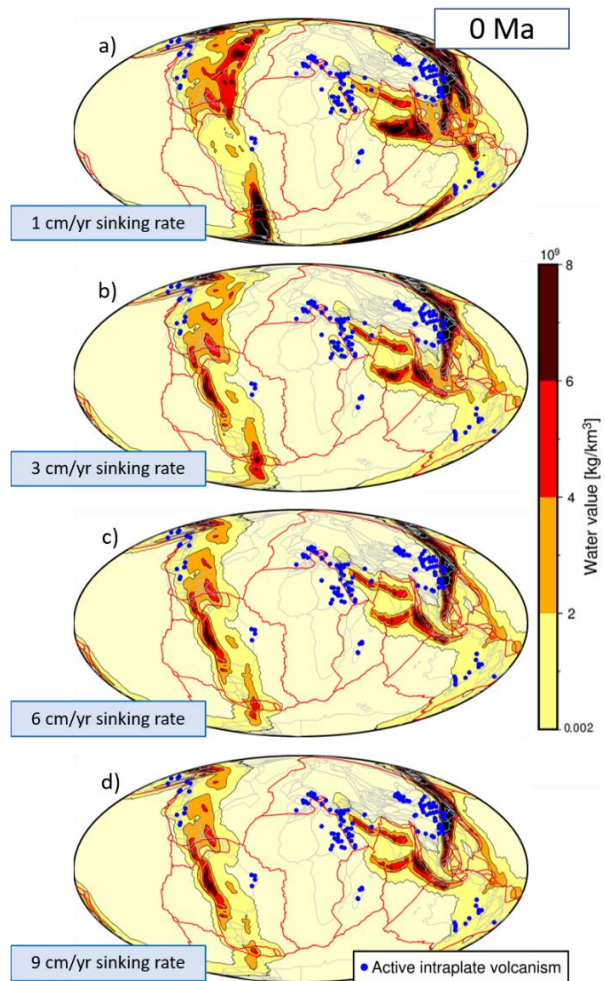 0 Ma
a)
1 cm/yr sinking rate
b)
3 cm/yr sinking rate
c)
6 cm/yr sinking rate
d)
9 cm/yr sinking rate
10⁹
8
6
4
2
0.002
Water value [kg/km³]
Active intraplate volcanism